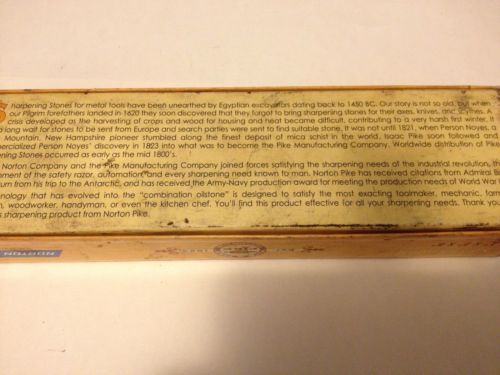 Sharpening Stones for metal tools have been unearthed by Egyptian excavators dating back to 1450 BC. Our story is not so old, but when
our Pilgrim forefathers landed in 1620 they soon discovered that they forgot to bring sharpening stones for their axes, knives, and scythes. A
crisis developed as the harvesting of crops and wood for housing and heat became difficult, contributing to a very harsh first winter. It
long wait for stones to be sent from Europe and search parties were sent to find suitable stone. It was not until 1821, when Person Noyes, a
Mountain, New Hampshire pioneer stumbled along the finest deposit of mica schist in the world. Isaac Pike soon followed and
ercialized Person Noyes' discovery in 1823 into what was to become the Pike Manufacturing Company. Worldwide distribution of Pike
ening Stones occurred as early as the mid 1800's.
Norton Company and the Pike Manufacturing Company joined forces satisfying the sharpening needs of the industrial revolution, th
ment of the safety razor, automation and every sharpening need known to man. Norton Pike has received citations from Admiral B
um from his trip to the Antarctic, and has received the Army-Navy production award for meeting the production needs of World W
nology that has evolved into the "combination oilstone" is designed to satisfy the most exacting toolmaker, mechanic, farm
, woodworker, handyman, or even the kitchen chef. You'll find this product effective for all your sharpening needs. Thank you
s sharpening product from Norton Pike.
NORTON